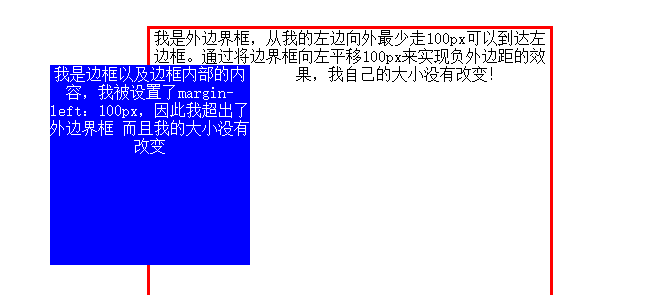 我是外边界框，从我的左边向外最少走100px可以到达左
边框。通过将边界框向左平移100px来实现负外边距的效
果，我自己的大小没有改变!
我是边框以及边框内部的内
容，我被设置了margin-
left：100px，因此我超出了
外边界框 而且我的大小没有
改变